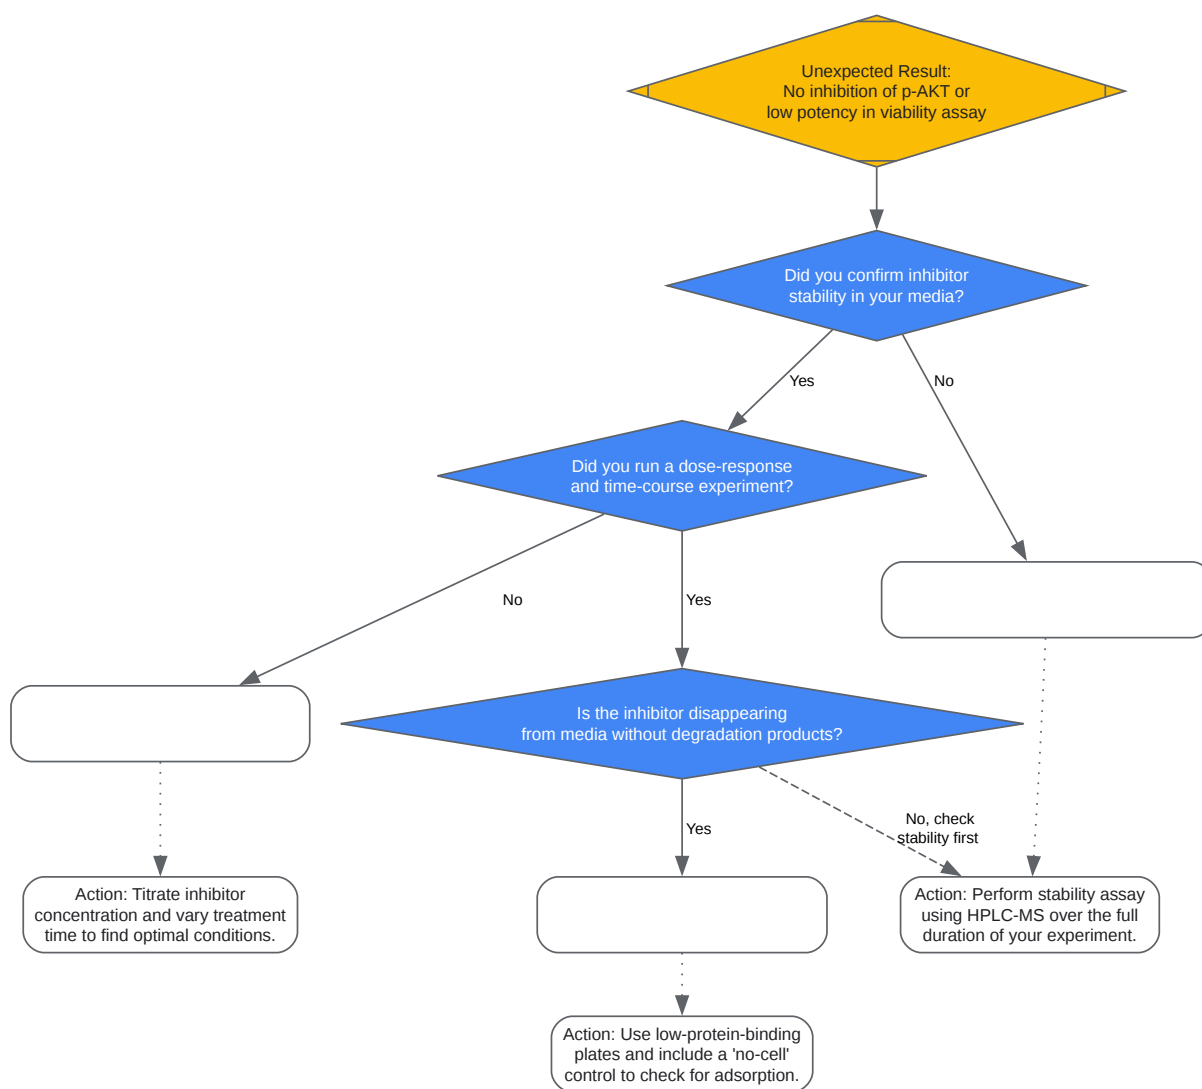 Unexpected Result:
No inhibition of p-AKT or
low potency in viability assay
Did you confirm inhibitor
stability in your media?
Yes
No
Did you run a dose-response
and time-course experiment?
No
Yes
Is the inhibitor disappearing
from media without degradation products?
Yes
No, check
stability first
Action: Titrate inhibitor
concentration and vary treatment
time to find optimal conditions.
Action: Perform stability assay
using HPLC-MS over the full
duration of your experiment.
Action: Use low-protein-binding
plates and include a 'no-cell'
control to check for adsorption.